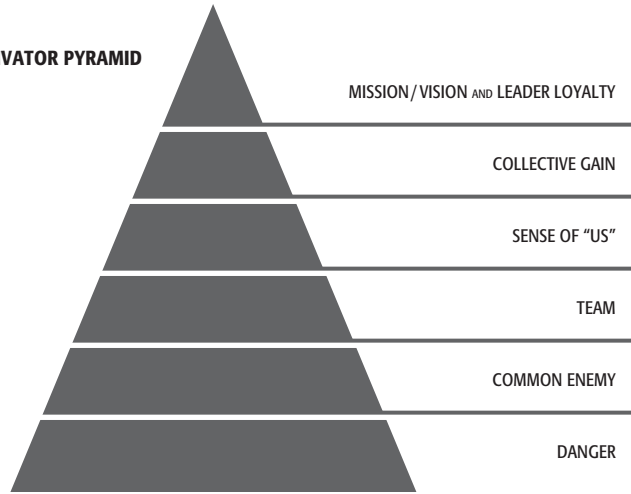 VATOR PYRAMID
MISSION/VISION AND LEADER LOYALTY
COLLECTIVE GAIN
SENSE OF “US”
TEAM
COMMON ENEMY
DANGER